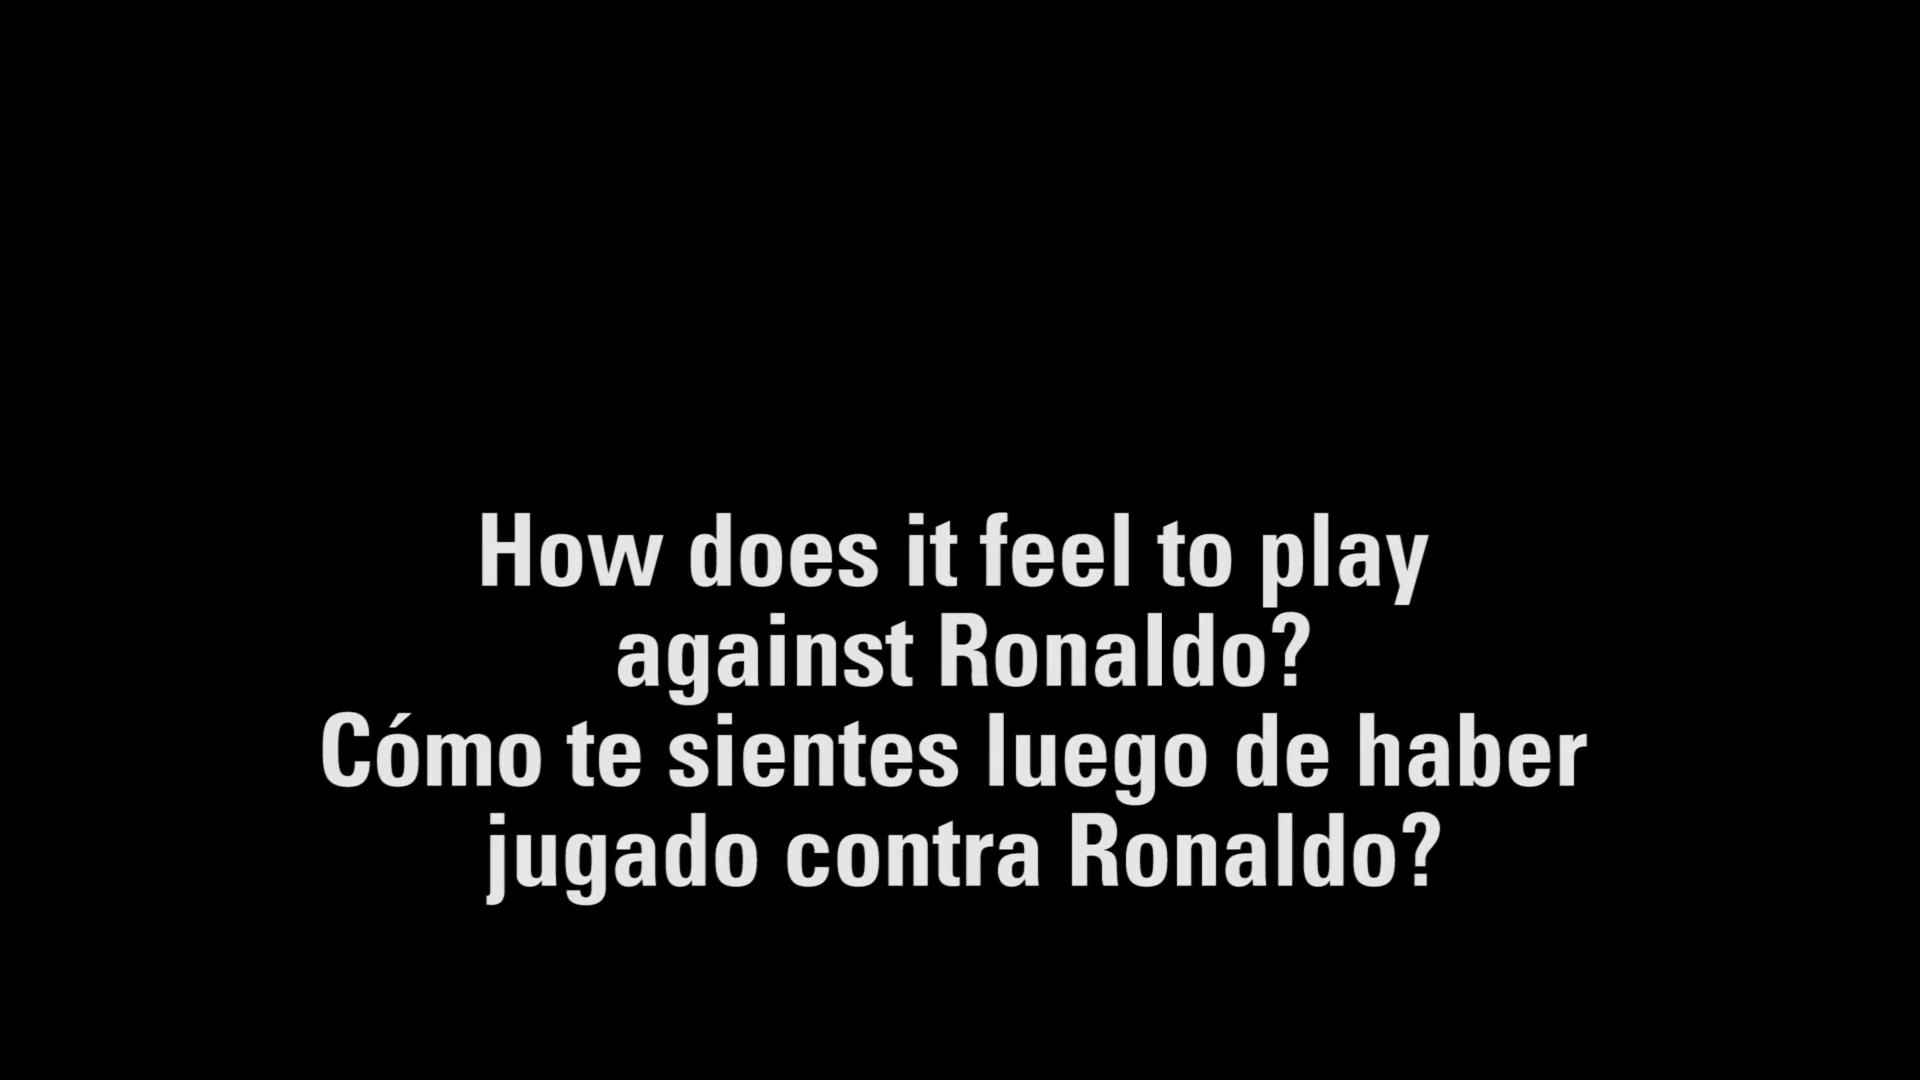 How does it feel to play
against Ronaldo?
Cómo te sientes luego de haber
jugado contra Ronaldo?